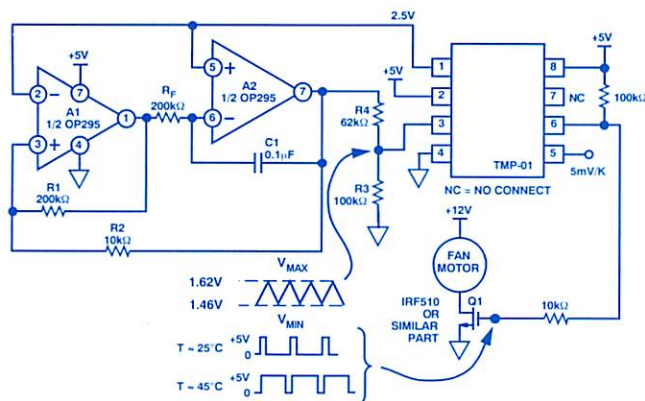 2.5V
+5V
2
−
A1
1/2 OP295
7
1
3
+
4
RF
200kΩ
5
+
A2
1/2 OP295
7
6
−
C1
0.1µF
R1
200kΩ
R2
10kΩ
R4
62kΩ
R3
100kΩ
+5V
1
2
3
4
8
7
6
5
TMP-01
+5V
NC
100kΩ
5mV/K
NC = NO CONNECT
+12V
FAN
MOTOR
IRF510
OR
SIMILAR
PART
Q1
10kΩ
VMAX
1.62V
1.46V
VMIN
T ~ 25°C
+5V
0
T ~ 45°C
+5V
0